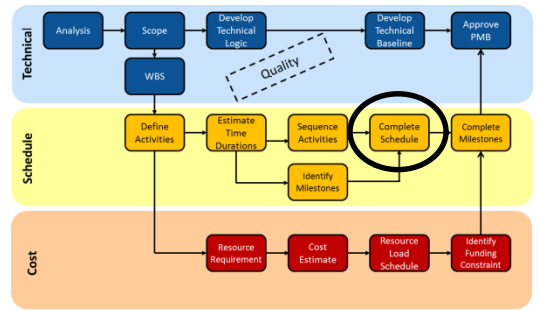 Technical
Analysis
Scope
Develop
Technical
Logic
Develop
Technical
Baseline
Approve
PMB
WBS
Quality
Schedule
Define
Activities
Estimate
Time
Durations
Sequence
Activities
Complete
Schedule
Complete
Milestones
Identify
Milestones
Cost
Resource
Requirement
Cost
Estimate
Resource
Load
Schedule
Identify
Funding
Constraint